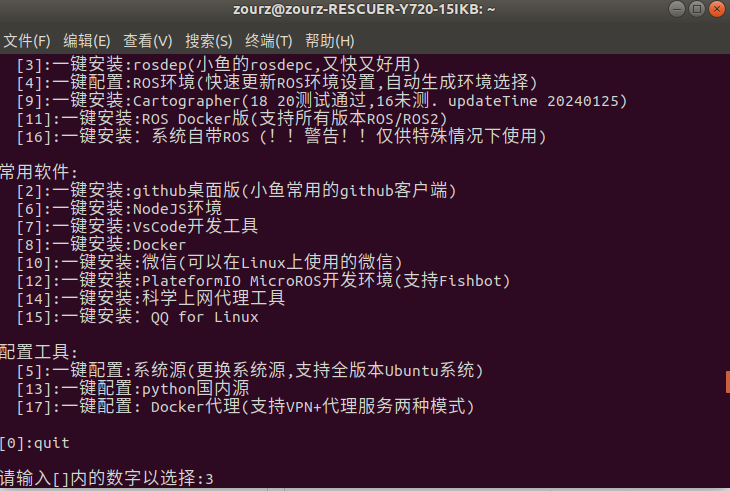 zourz@zourz-RESCUER-Y720-15IKB: ~
文件(F) 编辑(E) 查看(V) 搜索(S) 终端(T) 帮助(H)
[3]:一键安装:rosdep(小鱼的rosdepc,又快又好用)
[4]:一键配置:ROS环境(快速更新ROS环境设置,自动生成环境选择)
[9]:一键安装:Cartographer(18 20测试通过,16未测. updateTime 20240125)
[11]:一键安装:ROS Docker版(支持所有版本ROS/ROS2)
[16]:一键安装: 系统自带ROS (！！警告！！仅供特殊情况下使用)
常用软件:
[2]:一键安装:github桌面版(小鱼常用的github客户端)
[6]:一键安装:NodeJS环境
[7]:一键安装:VsCode开发工具
[8]:一键安装:Docker
[10]:一键安装:微信(可以在Linux上使用的微信)
[12]:一键安装:PlateformIO MicroROS开发环境(支持Fishbot)
[14]:一键安装:科学上网代理工具
[15]:一键安装: QQ for Linux
配置工具:
[5]:一键配置:系统源(更换系统源,支持全版本Ubuntu系统)
[13]:一键配置:python国内源
[17]:一键配置: Docker代理(支持VPN+代理服务两种模式)
[0]:quit
请输入[]内的数字以选择:3